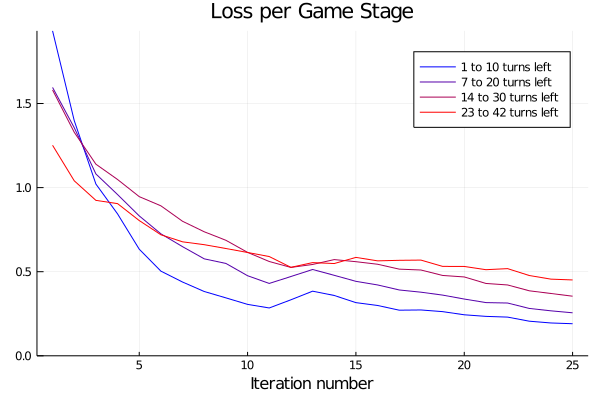 Loss per Game Stage
1 to 10 turns left
7 to 20 turns left
14 to 30 turns left
23 to 42 turns left
1.5
1.0
0.5
0.0
5 10 15 20 25
Iteration number